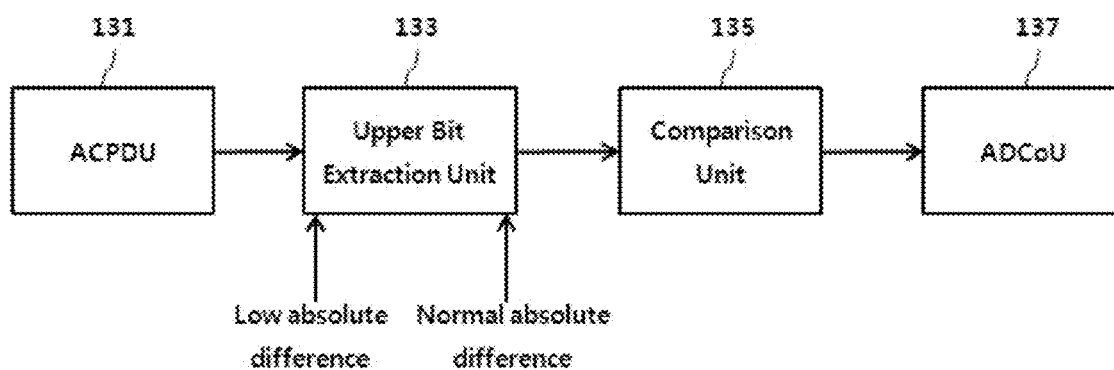 131
133
135
137
ACPDU
Upper Bit
Extraction Unit
Comparison
Unit
ADCoU
Low absolute
difference
Normal absolute
difference